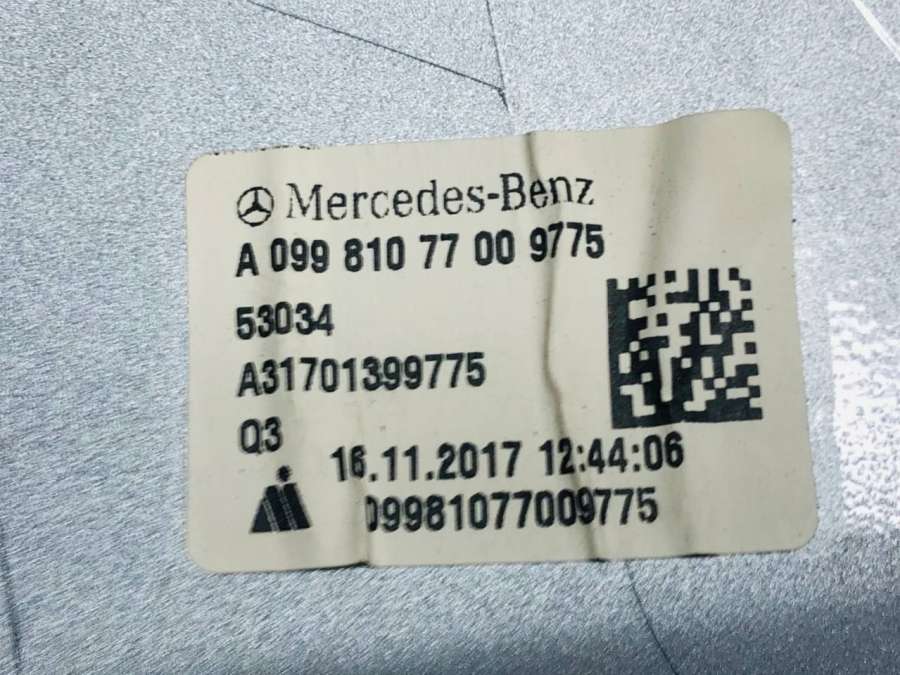 Mercedes-Benz
A 099 810 77 00 9775
53034
A31701399775
Q3
16.11.2017 12:44:06
09981077009775